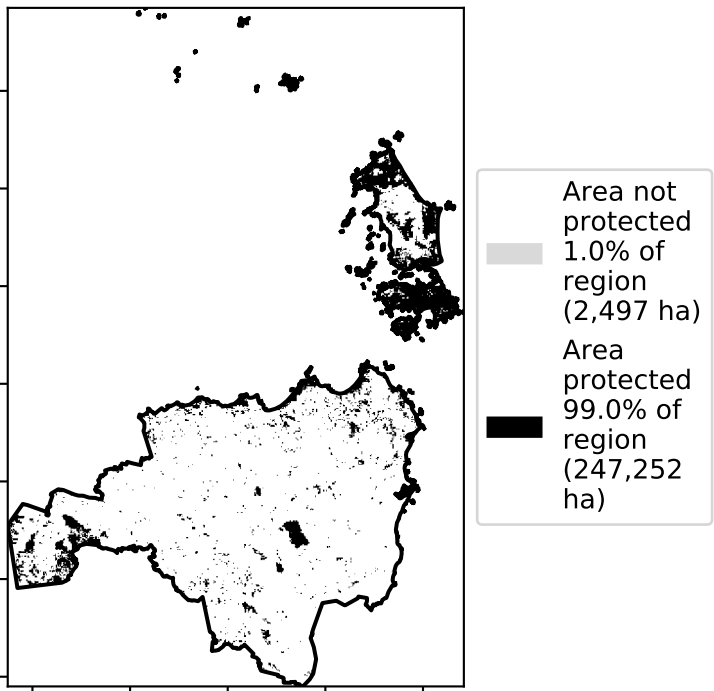 Area not
protected
1.0% of
region
(2,497 ha)
Area
protected
99.0% of
region
(247,252
ha)